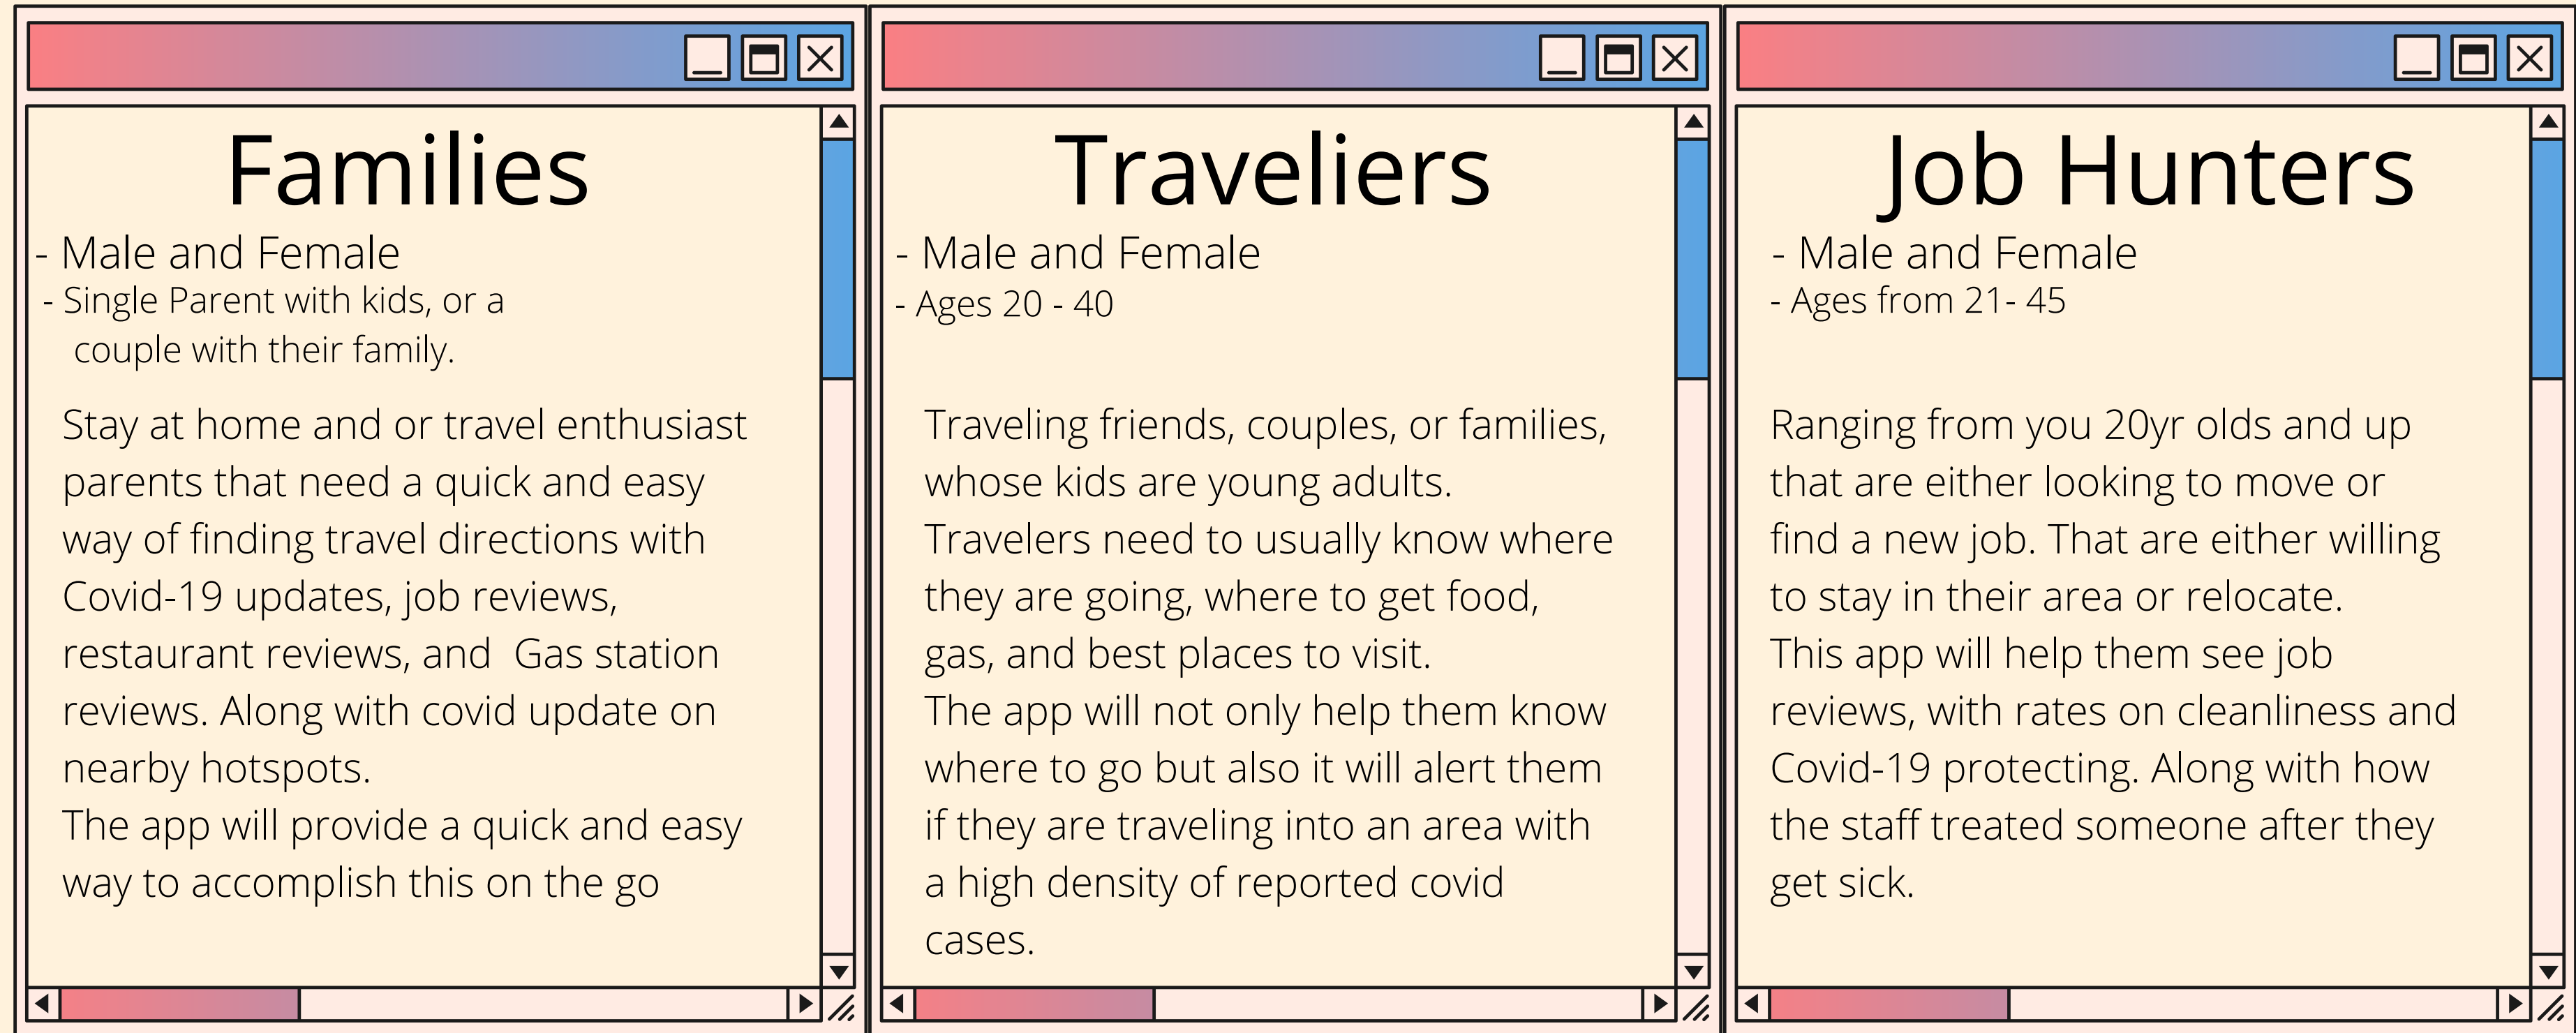 Families
- Male and Female
- Single Parent with kids, or a
couple with their family.
Stay at home and or travel enthusiast
parents that need a quick and easy
way of finding travel directions with
Covid-19 updates, job reviews,
restaurant reviews, and  Gas station
reviews. Along with covid update on
nearby hotspots.
The app will provide a quick and easy
way to accomplish this on the go
Traveliers
- Male and Female
- Ages 20 - 40
Traveling friends, couples, or families,
whose kids are young adults.
Travelers need to usually know where
they are going, where to get food,
gas, and best places to visit.
The app will not only help them know
where to go but also it will alert them
if they are traveling into an area with
a high density of reported covid
cases.
Job Hunters
- Male and Female
- Ages from 21- 45
Ranging from you 20yr olds and up
that are either looking to move or
find a new job. That are either willing
to stay in their area or relocate.
This app will help them see job
reviews, with rates on cleanliness and
Covid-19 protecting. Along with how
the staff treated someone after they
get sick.